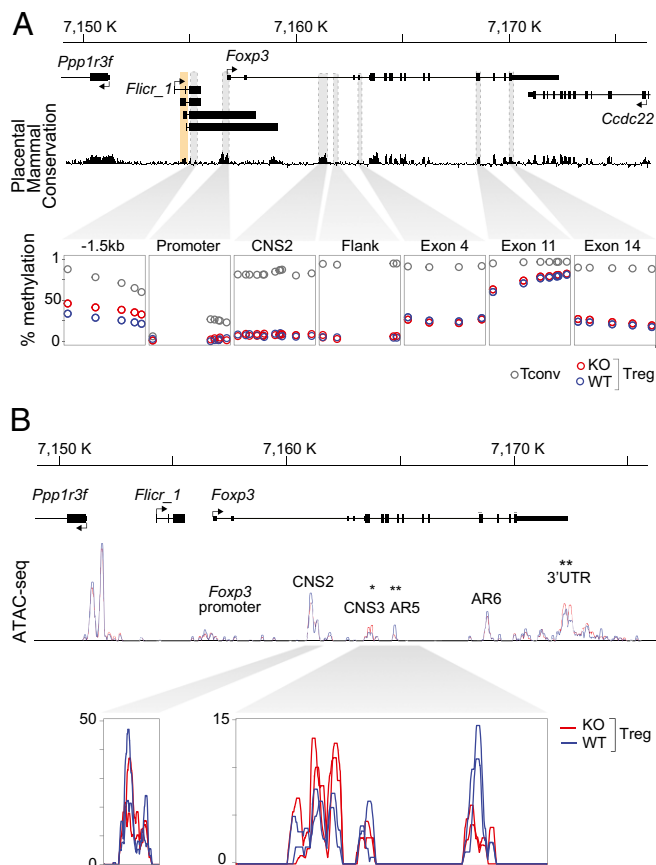 A
7,150 K 7,160 K 7,170 K
Ppp1r3f
Flicr_1
Foxp3
Ccdc22
Placental
Mammal
Conservation
-1.5kb Promoter CNS2 Flank Exon 4 Exon 11 Exon 14
% methylation
1
50
0
Tconv
KO
WT
Treg
B
7,150 K 7,160 K 7,170 K
Ppp1r3f Flicr_1 Foxp3
ATAC-seq
Foxp3
promoter
CNS2
*
CNS3
**
AR5
AR6
**
3'UTR
50
0
15
0
KO
WT
Treg